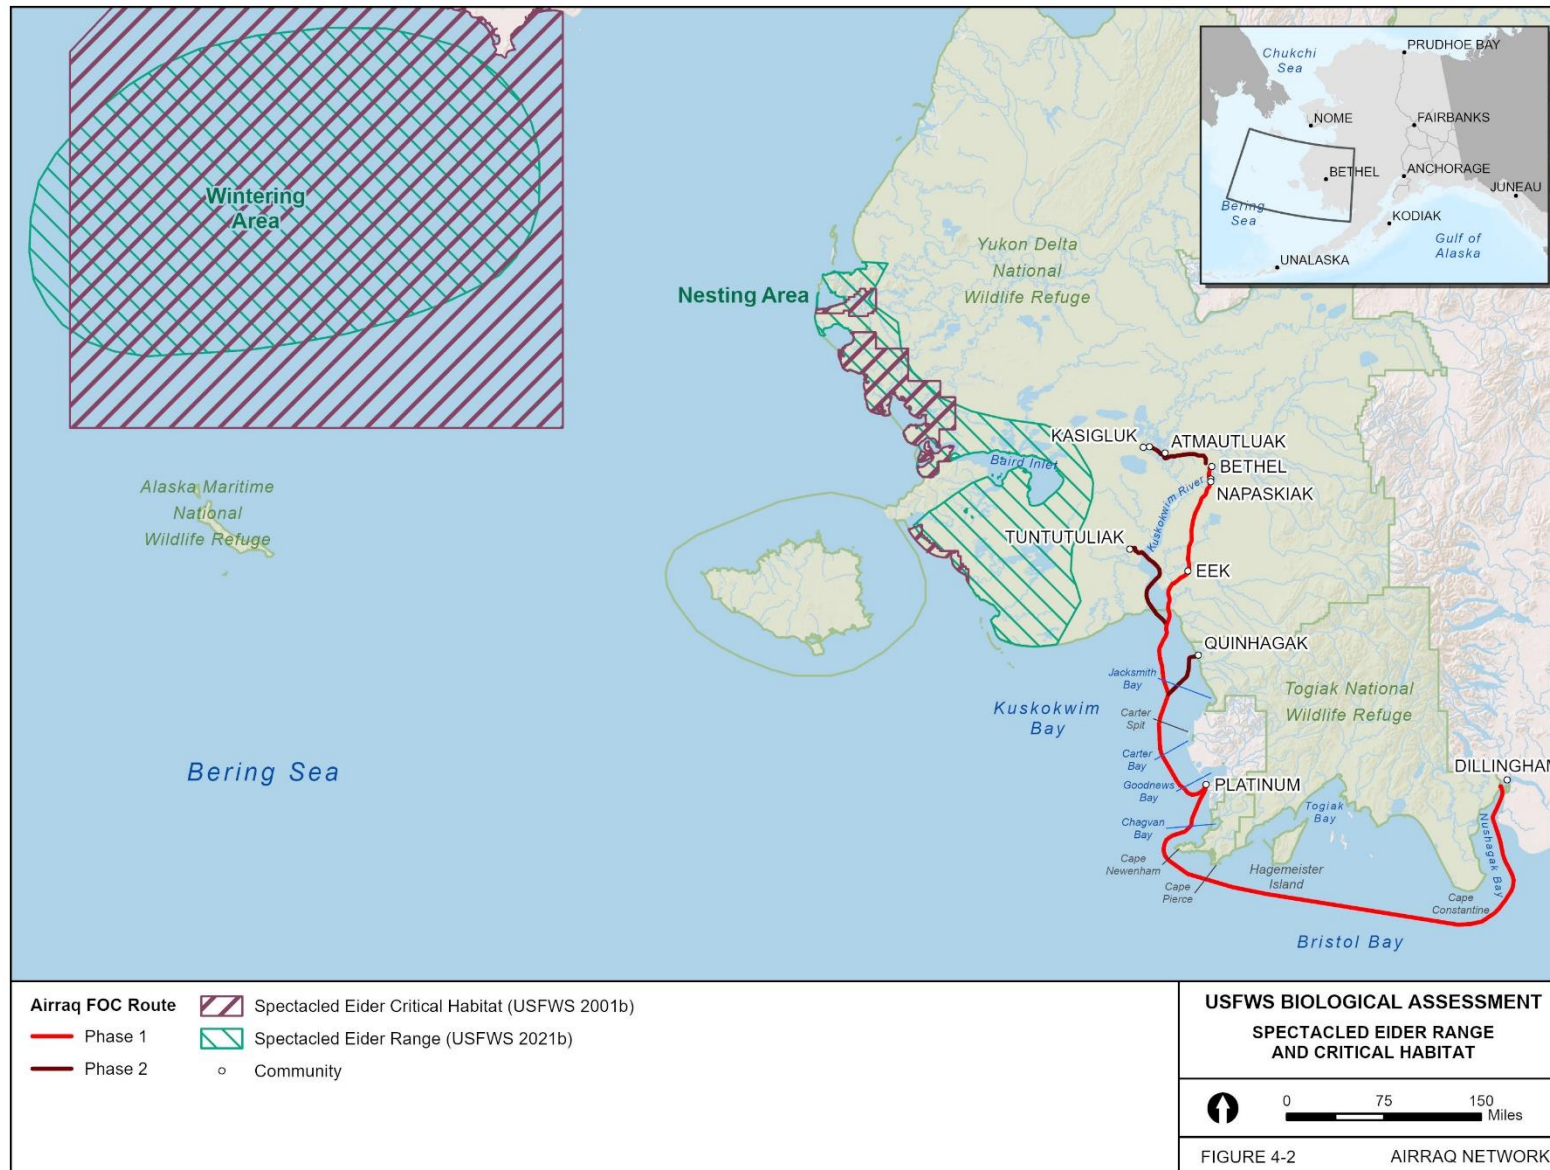 Chukchi
Sea
PRUDHOE BAY
NOME
FAIRBANKS
BETHEL
ANCHORAGE
JUNEAU
Bering
Sea
KODIAK
Gulf of
Alaska
UNALASKA
Wintering
Area
Nesting Area
Yukon Delta
National
Wildlife Refuge
KASIGLUK
ATMAUTLUAK
Baird Inlet
BETHEL
NAPASKIAK
Kuskokwim River
Alaska Maritime
National
Wildlife Refuge
TUNTUTULIAK
EEK
QUINHAGAK
Jacksmith
Bay
Togiak National
Wildlife Refuge
Kuskokwim
Bay
Carter
Spit
Carter
Bay
Bering Sea
DILLINGHAM
Goodnews
Bay
PLATINUM
Togiak
Bay
Chagvan
Bay
Nushagak Bay
Cape
Newenham
Cape
Pierce
Hagemeister
Island
Cape
Constantine
Bristol Bay
Airraq FOC Route
Phase 1
Phase 2
Spectacled Eider Critical Habitat (USFWS 2001b)
Spectacled Eider Range (USFWS 2021b)
Community
USFWS BIOLOGICAL ASSESSMENT
SPECTACLED EIDER RANGE
AND CRITICAL HABITAT
0 75 150
Miles
FIGURE 4-2 AIRRAQ NETWORK